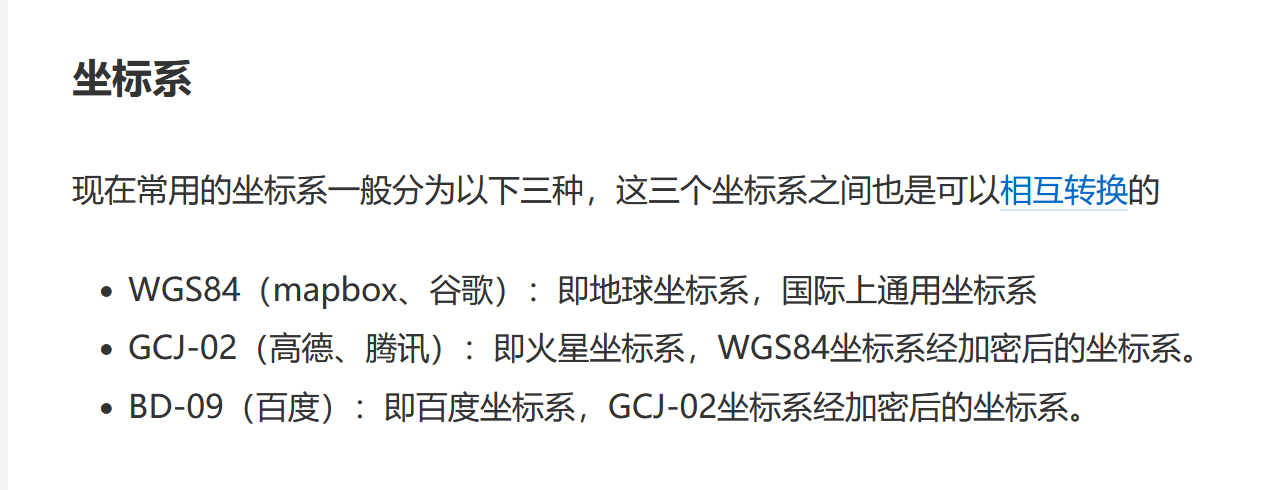 坐标系
现在常用的坐标系一般分为以下三种，这三个坐标系之间也是可以相互转换的
• WGS84（mapbox、谷歌）：即地球坐标系，国际上通用坐标系
• GCJ-02（高德、腾讯）：即火星坐标系，WGS84坐标系经加密后的坐标系。
• BD-09（百度）：即百度坐标系，GCJ-02坐标系经加密后的坐标系。